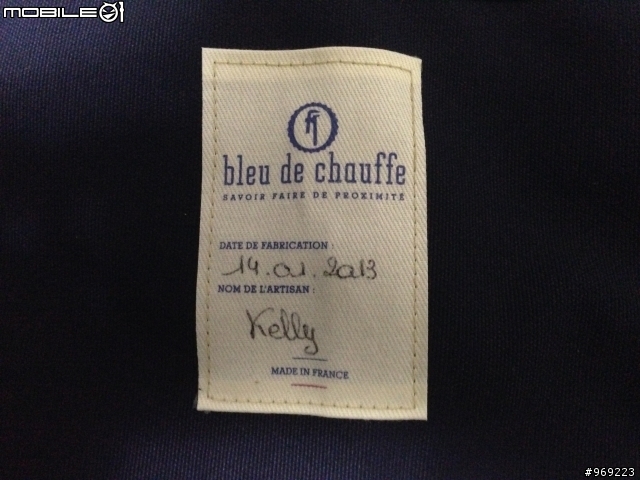 MOBILE01
bleu de chauffe
SAVOIR FAIRE DE PROXIMITÉ
DATE DE FABRICATION :
14.01.2013
NOM DE L'ARTISAN :
Kelly
MADE IN FRANCE
#969223